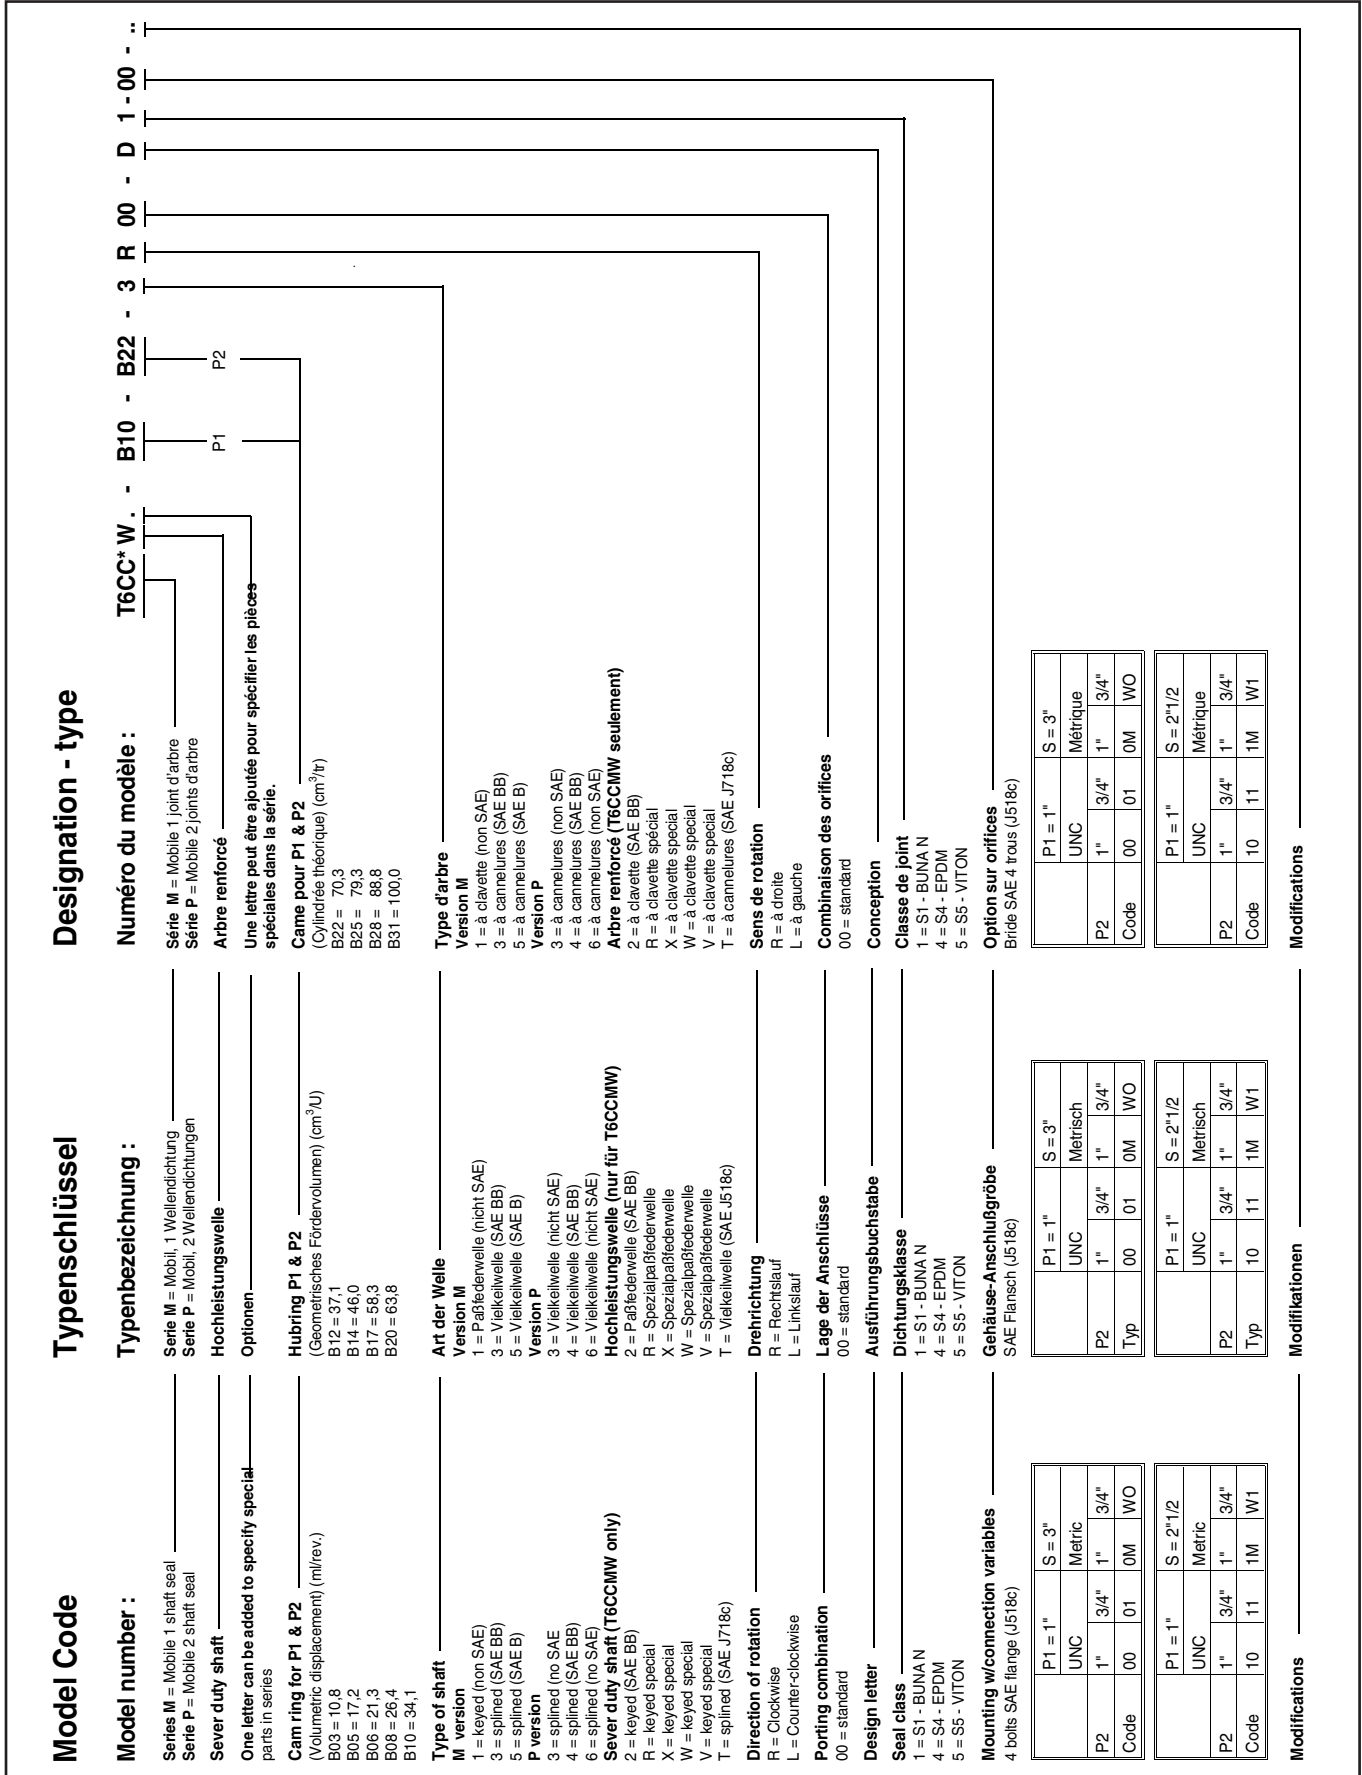 Model Code
Model number :
Series M = Mobile 1 shaft seal
Serie P = Mobile 2 shaft seal
Sever duty shaft
One letter can be added to specify special
parts in series
Cam ring for P1 & P2
(Volumetric displacement) (ml/rev.)
B03 = 10,8
B05 = 17,2
B06 = 21,3
B08 = 26,4
B10 = 34,1
Type of shaft
M version
1 = keyed (non SAE)
3 = splined (SAE BB)
5 = splined (SAE B)
P version
3 = splined (no SAE
4 = splined (SAE BB)
6 = splined (no SAE)
Sever duty shaft (T6CCMW only)
2 = keyed (SAE BB)
R = keyed special
X = keyed special
W = keyed special
V = keyed special
T = splined (SAE J718c)
Direction of rotation
R = Clockwise
L = Counter-clockwise
Porting combination
00 = standard
Design letter
Seal class
1 = S1 - BUNA N
4 = S4 - EPDM
5 = S5 - VITON
Mounting w/connection variables
4 bolts SAE flange (J518c)
P1 = 1" S = 3"
UNC Metric
P2 1" 3/4" 1" 3/4"
Code 00 01 0M WO
P1 = 1" S = 2"1/2
UNC Metric
P2 1" 3/4" 1" 3/4"
Code 10 11 1M W1
Modifications
Typenschlüssel
Typenbezeichnung :
Serie M = Mobil, 1 Wellendichtung
Serie P = Mobil, 2 Wellendichtungen
Hochleistungswelle
Optionen
Hubring P1 & P2
(Geometrisches Fördervolumen) (cm³/U)
B12 = 37,1
B14 = 46,0
B17 = 58,3
B20 = 63,8
Art der Welle
Version M
1 = Paßfederwelle (nicht SAE)
3 = Vielkeilwelle (SAE BB)
5 = Vielkeilwelle (SAE B)
Version P
3 = Vielkeilwelle (nicht SAE)
4 = Vielkeilwelle (SAE BB)
6 = Vielkeilwelle (nicht SAE)
Hochleistungswelle (nur für T6CCMW)
2 = Paßfederwelle (SAE BB)
R = Spezialpaßfederwelle
X = Spezialpaßfederwelle
W = Spezialpaßfederwelle
V = Spezialpaßfederwelle
T = Vielkeilwelle (SAE J518c)
Drehrichtung
R = Rechtslauf
L = Linkslauf
Lage der Anschlüsse
00 = standard
Ausführungsbuchstabe
Dichtungsklasse
1 = S1 - BUNA N
4 = S4 - EPDM
5 = S5 - VITON
Gehäuse-Anschlußgröbe
SAE Flansch (J518c)
P1 = 1" S = 3"
UNC Metrisch
P2 1" 3/4" 1" 3/4"
Typ 00 01 0M WO
P1 = 1" S = 2"1/2
UNC Metrisch
P2 1" 3/4" 1" 3/4"
Typ 10 11 1M W1
Modifikationen
Designation - type
Numéro du modèle :
T6CC* W . - B10 - B22 - 3 R 00 - D 1 - 00 - ..
P1 P2
Série M = Mobile 1 joint d'arbre
Série P = Mobile 2 joints d'arbre
Arbre renforcé
Une lettre peut être ajoutée pour spécifier les pièces
spéciales dans la série.
Came pour P1 & P2
(Cylindrée théorique) (cm³/tr)
B22 = 70,3
B25 = 79,3
B28 = 88,8
B31 = 100,0
Type d'arbre
Version M
1 = à clavette (non SAE)
3 = à cannelures (SAE BB)
5 = à cannelures (SAE B)
Version P
3 = à cannelures (non SAE)
4 = à cannelures (SAE BB)
6 = à cannelures (non SAE)
Arbre renforcé (T6CCMW seulement)
2 = à clavette (SAE BB)
R = à clavette spécial
X = à clavette special
W = à clavette special
V = à clavette special
T = à cannelures (SAE J718c)
Sens de rotation
R = à droite
L = à gauche
Combinaison des orifices
00 = standard
Conception
Classe de joint
1 = S1 - BUNA N
4 = S4 - EPDM
5 = S5 - VITON
Option sur orifices
Bride SAE 4 trous (J518c)
P1 = 1" S = 3"
UNC Métrique
P2 1" 3/4" 1" 3/4"
Code 00 01 0M WO
P1 = 1" S = 2"1/2
UNC Métrique
P2 1" 3/4" 1" 3/4"
Code 10 11 1M W1
Modifications